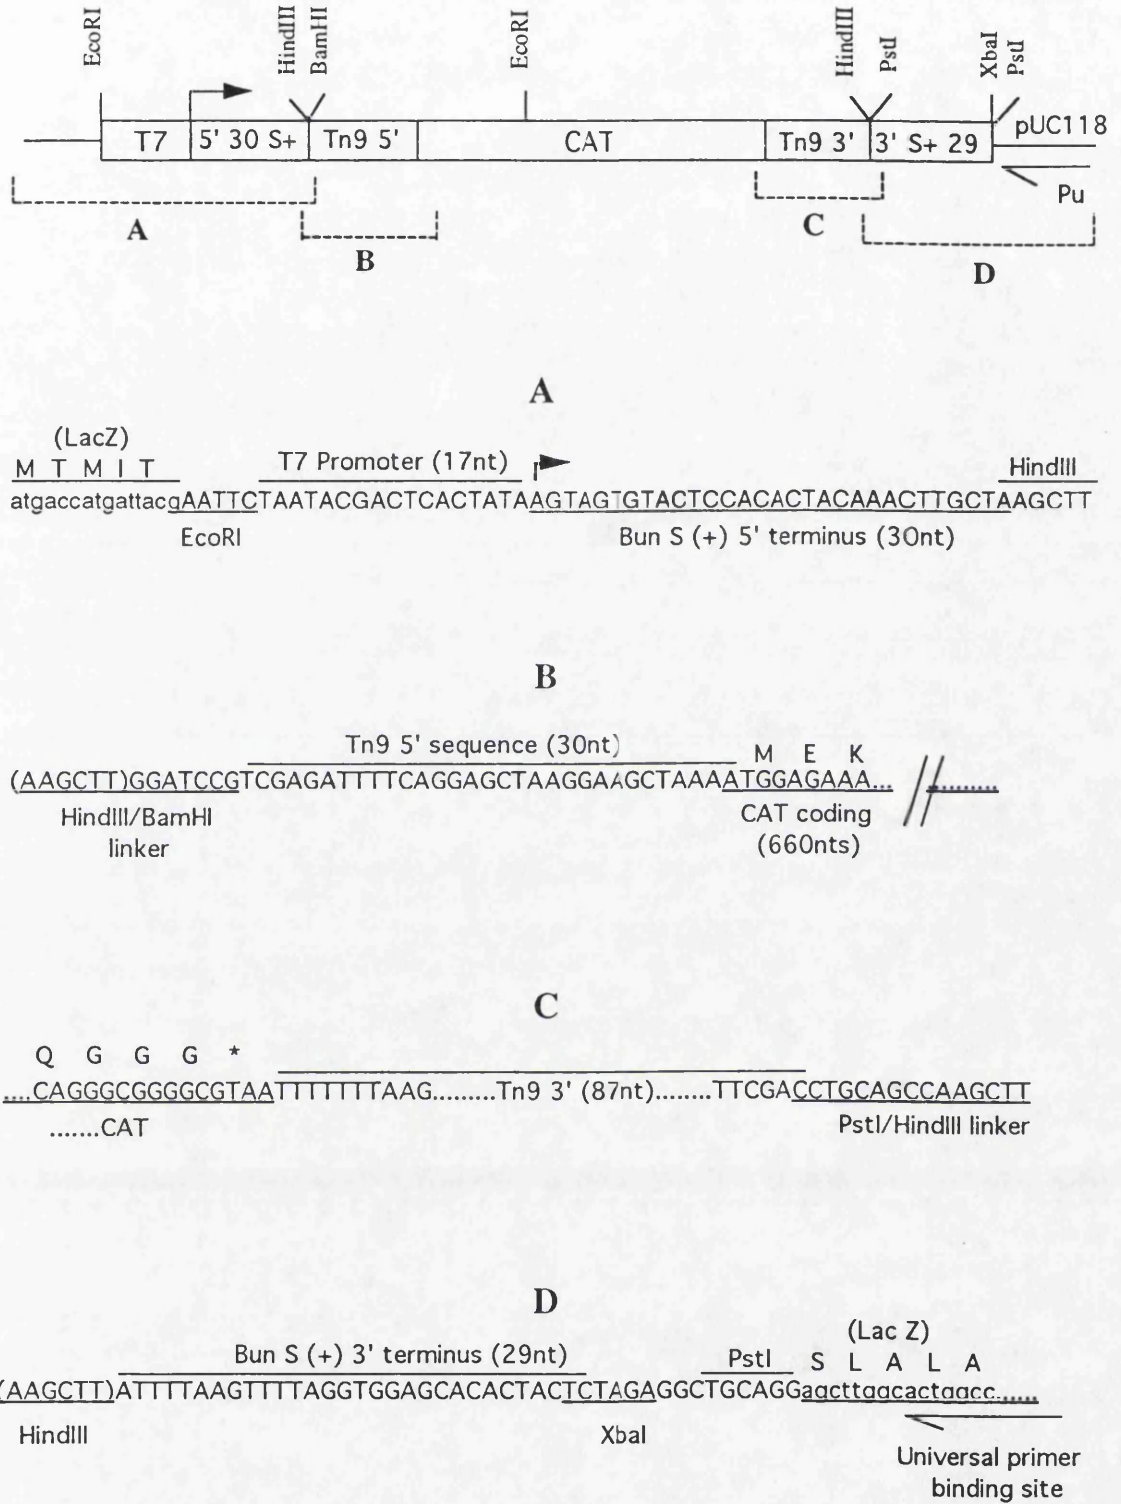 EcoRI HindIII BamHI EcoRI HindIII PstI XbaI PstI
T7 5' 30 S+ Tn9 5' CAT Tn9 3' 3' S+ 29 pUC118
Pu
A B C D
A
(LacZ)
M T M I T T7 Promoter (17nt) HindIII
atgaccatgattacgAATTCTAATACGACTCACTATAAGTAGTGTACTCCACACTACAAACTTGCTAAGCTT
EcoRI Bun S (+) 5' terminus (30nt)
B
Tn9 5' sequence (30nt) M E K
(AAGCTT)GGATCCGTCGAGATTTTCAGGAGCTAAGGAAGCTAAAATGGAGAAA... .........
HindIII/BamHI CAT coding
linker (660nts)
C
Q G G G *
....CAGGGCGGGGCGTAATTTTTTTAAG.........Tn9 3' (87nt)........TTCGACCTGCAGCCAAGCTT
.......CAT PstI/HindIII linker
D
(Lac Z)
Bun S (+) 3' terminus (29nt) PstI S L A L A
(AAGCTT)ATTTTAAGTTTTAGGTGGAGCACACTACTCTAGAGGCTGCAGGagcttggcactggcc......
HindIII XbaI
Universal primer
binding site